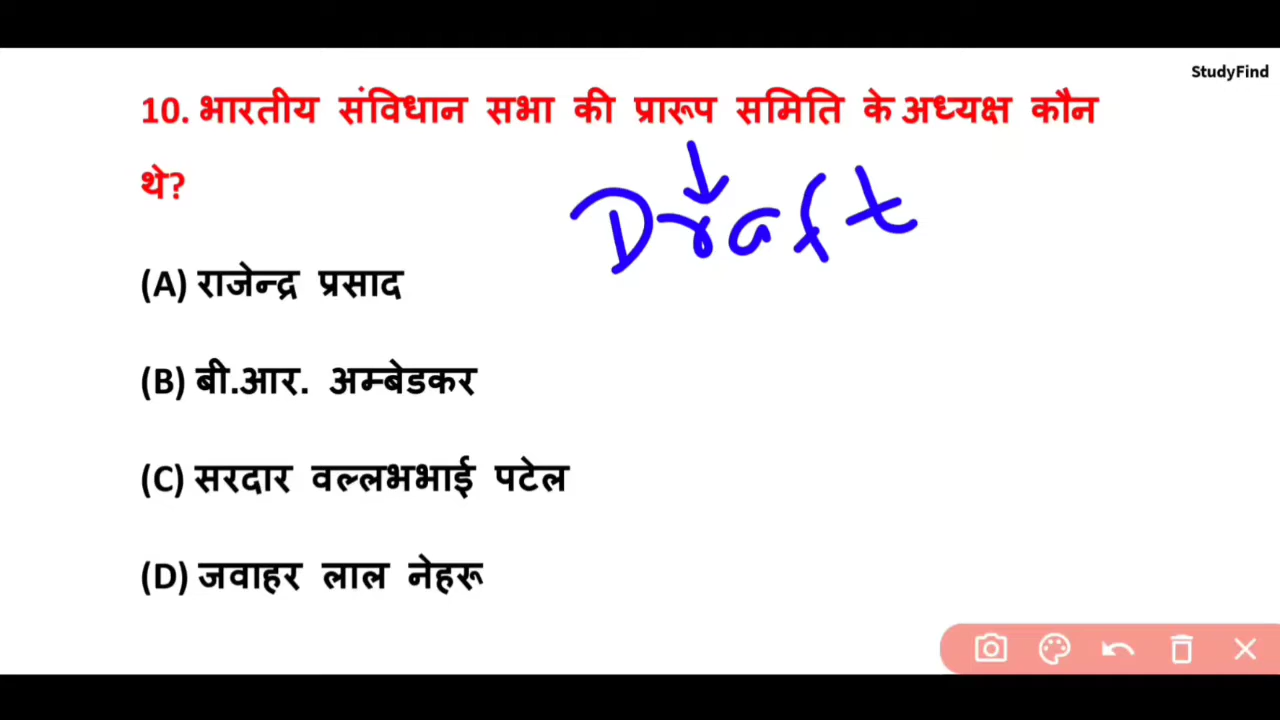 StudyFind
10. भारतीय संविधान सभा की प्रारूप समिति के अध्यक्ष कौन
थे?
Draft
(A) राजेन्द्र प्रसाद
(B) बी.आर. अम्बेडकर
(C) सरदार वल्लभभाई पटेल
(D) जवाहर लाल नेहरू